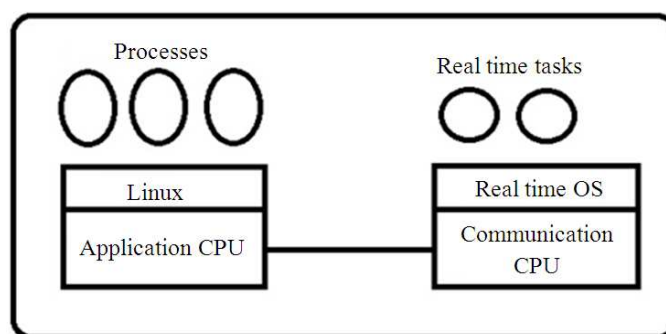 Processes
Real time tasks
Linux
Application CPU
Real time OS
Communication
CPU